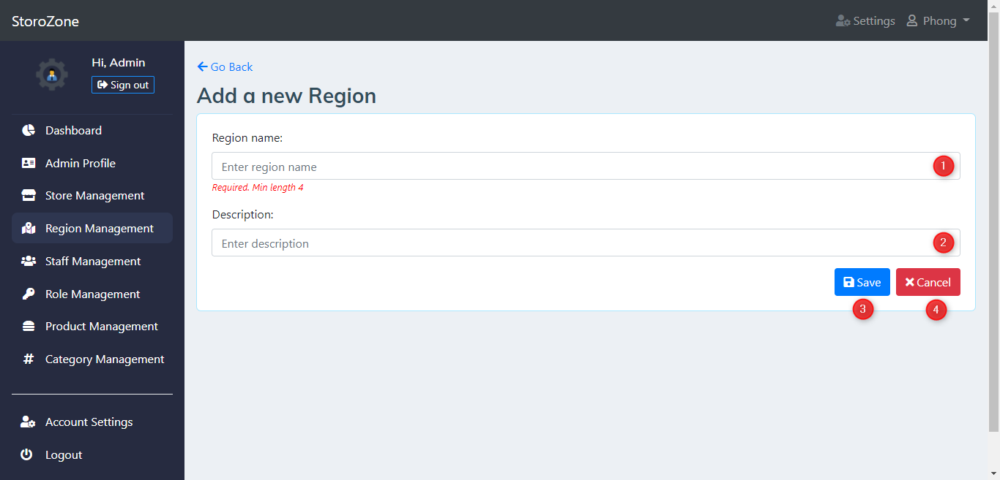 StoroZone
Settings
Phong
Hi, Admin
Sign out
Dashboard
Admin Profile
Store Management
Region Management
Staff Management
Role Management
Product Management
Category Management
Account Settings
Logout
Go Back
Add a new Region
Region name:
Enter region name
1
Required. Min length 4
Description:
Enter description
2
Save
Cancel
3
4